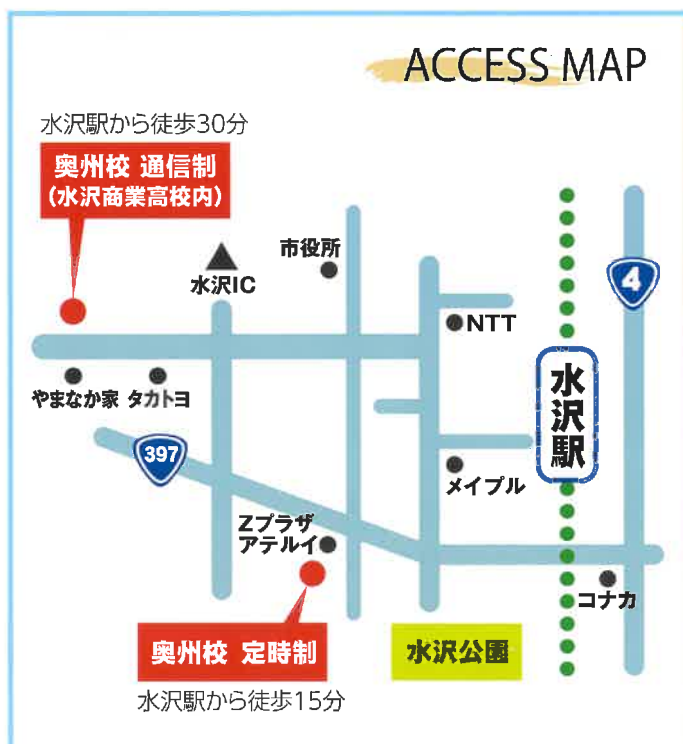 ACCESS MAP
水沢駅から徒歩30分
奥州校 通信制
(水沢商業高校内)
市役所
水沢IC
4
NTT
水沢駅
やまなか家
タカトヨ
397
メイプル
Zプラザ
アテルイ
コナカ
奥州校 定時制
水沢公園
水沢駅から徒歩15分